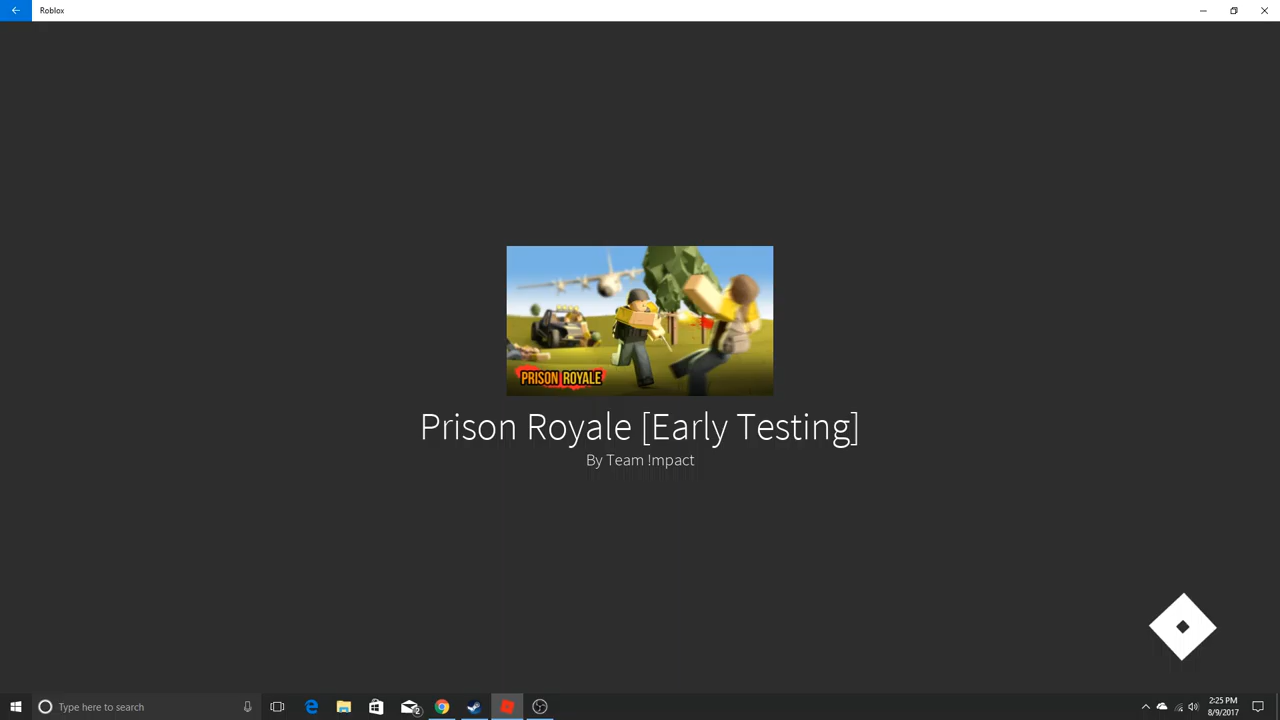 Roblox
PRISON ROYALE
Prison Royale [Early Testing]
By Team !mpact
Type here to search
2
2:25 PM
8/9/2017